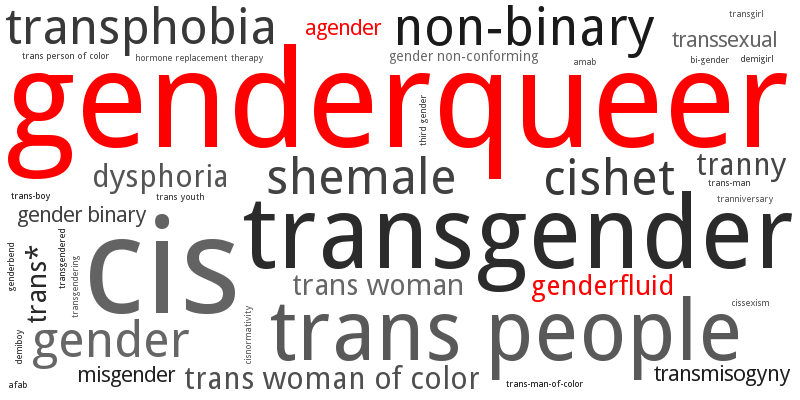 transgirl
transphobia
agender
non-binary
transsexual
trans person of color
hormone replacement therapy
gender non-conforming
amab
bi-gender
demigirl
genderqueer
third gender
dysphoria
shemale
cishet
tranny
trans-man
trans-boy
trans youth
tranniversary
gender binary
transgender
cis
genderbend
trans*
transgendered
transgendering
trans woman
genderfluid
trans people
cissexism
cisnormativity
demiboy
gender
afab
misgender
trans woman of color
trans-man-of-color
transmisogyny